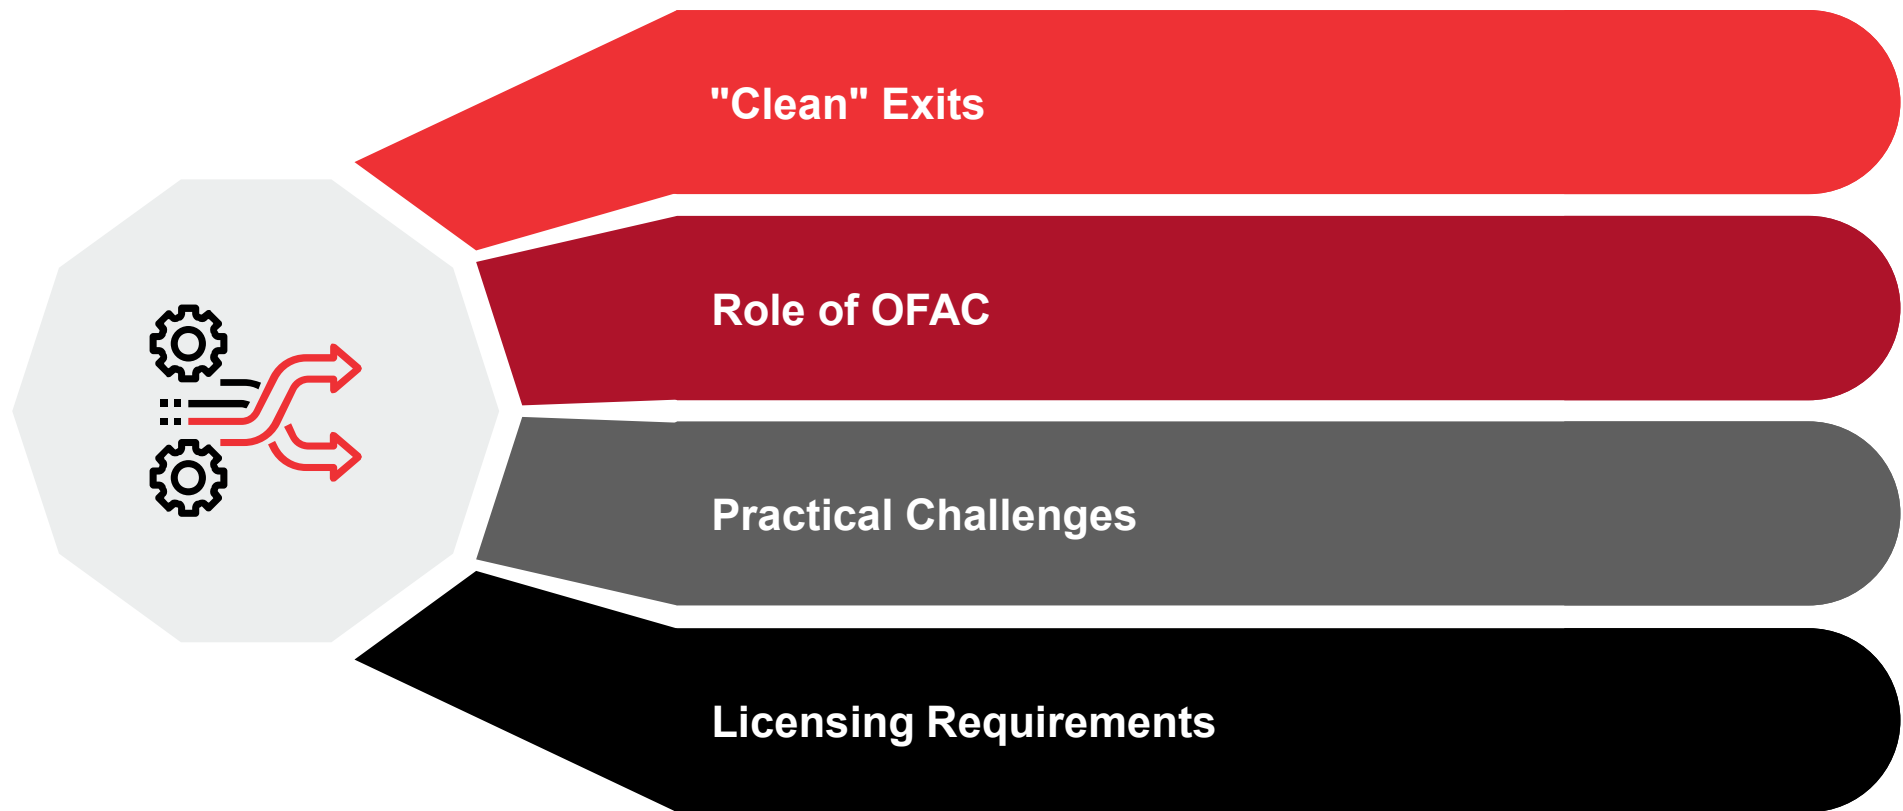 "Clean" Exits
Role of OFAC
Practical Challenges
Licensing Requirements